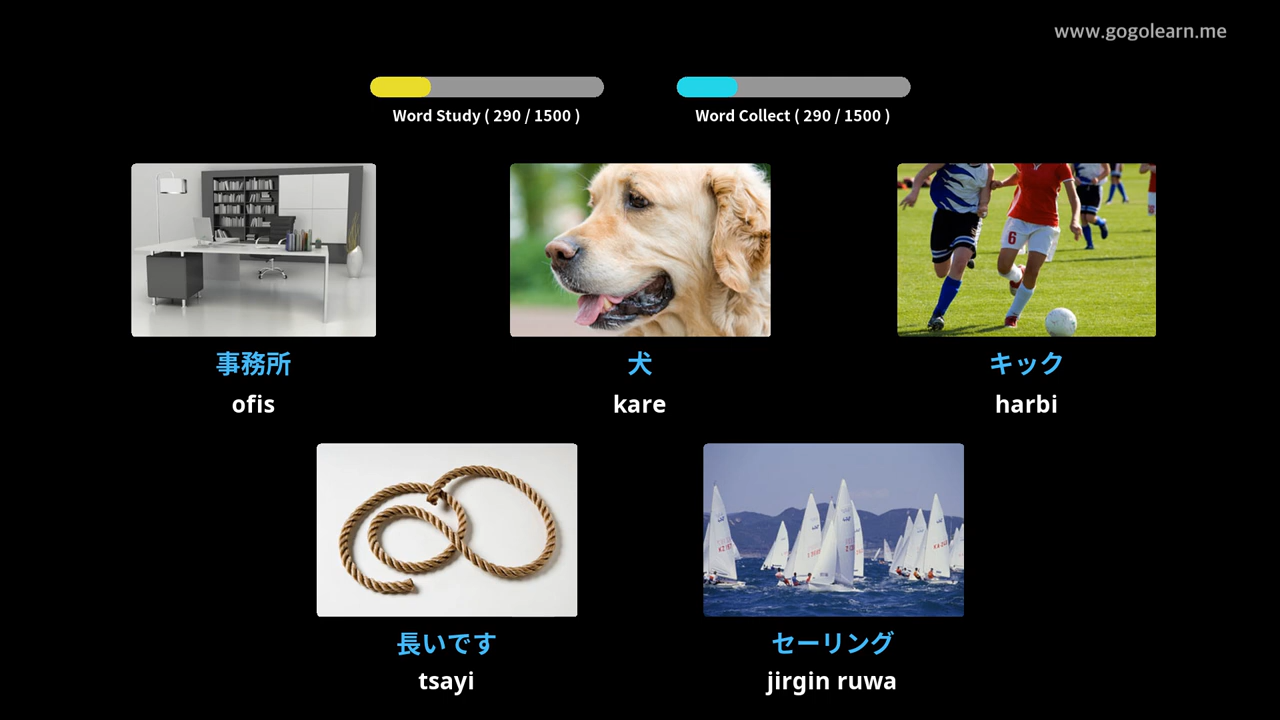 www.gogolearn.me
Word Study ( 290 / 1500 )
Word Collect ( 290 / 1500 )
事務所
犬
キック
ofis
kare
harbi
長いです
セーリング
tsayi
jirgin ruwa